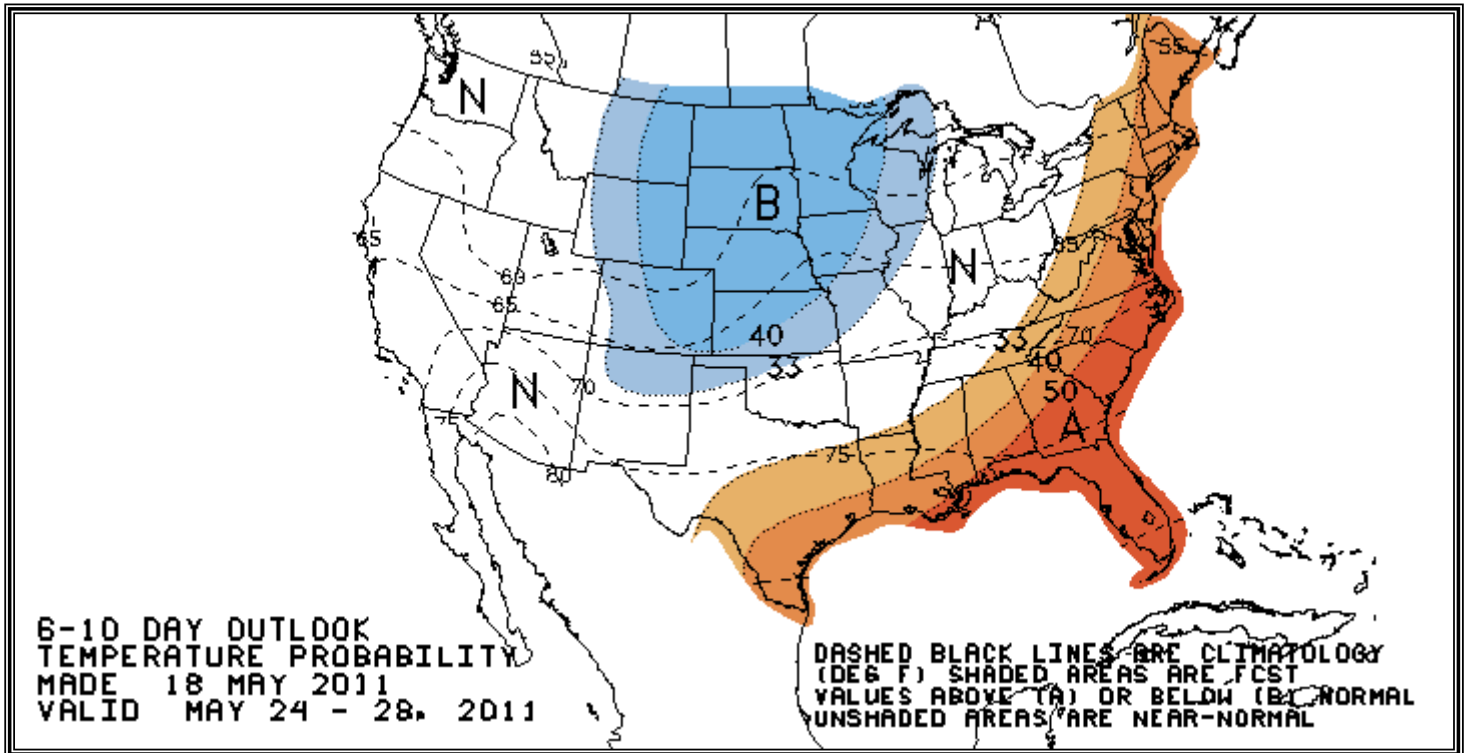 55
55
N
B
65
60
65
N
55
40
33
33
70
40
N
70
50
A
75
75
80
6-10 DAY OUTLOOK
TEMPERATURE PROBABILITY
MADE 18 MAY 2011
VALID MAY 24 - 28, 2011
DASHED BLACK LINES ARE CLIMATOLOGY
(DEG F) SHADED AREAS ARE FCST
VALUES ABOVE (A) OR BELOW (B) NORMAL
UNSHADED AREAS ARE NEAR-NORMAL